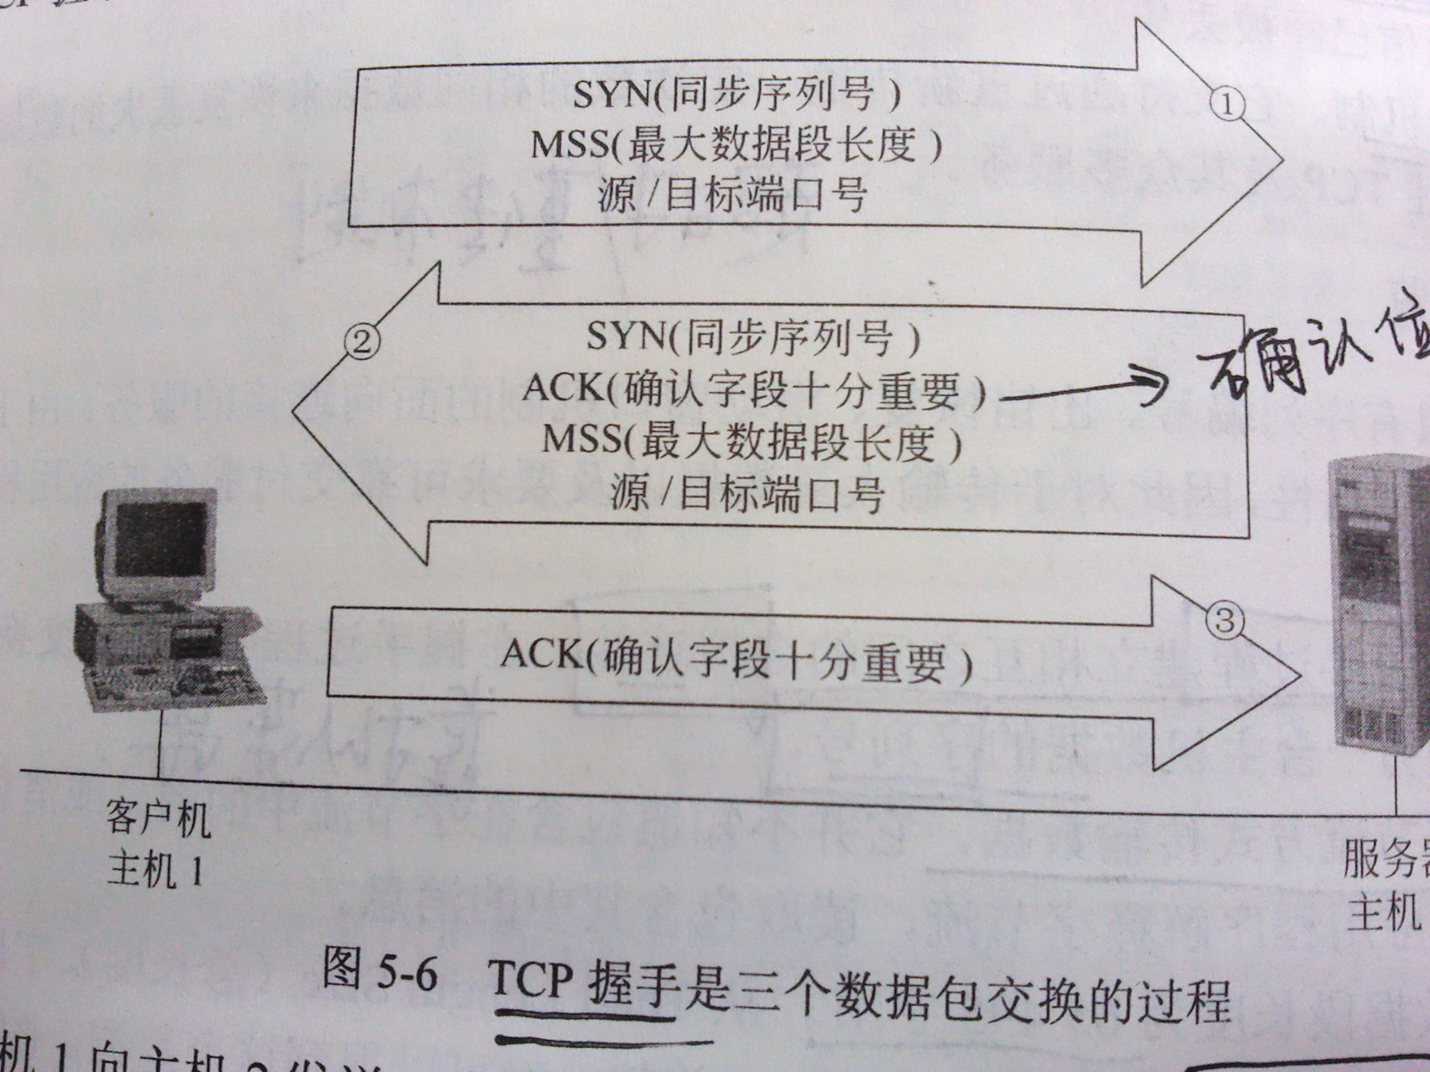 SYN(同步序列号)
①
MSS(最大数据段长度)
源/目标端口号
SYN(同步序列号)
②
ACK(确认字段十分重要)
确认位
MSS(最大数据段长度)
源/目标端口号
③
ACK(确认字段十分重要)
客户机
主机 1
服务器
主机
图 5-6 TCP 握手是三个数据包交换的过程
机 1 向主机 2 发送